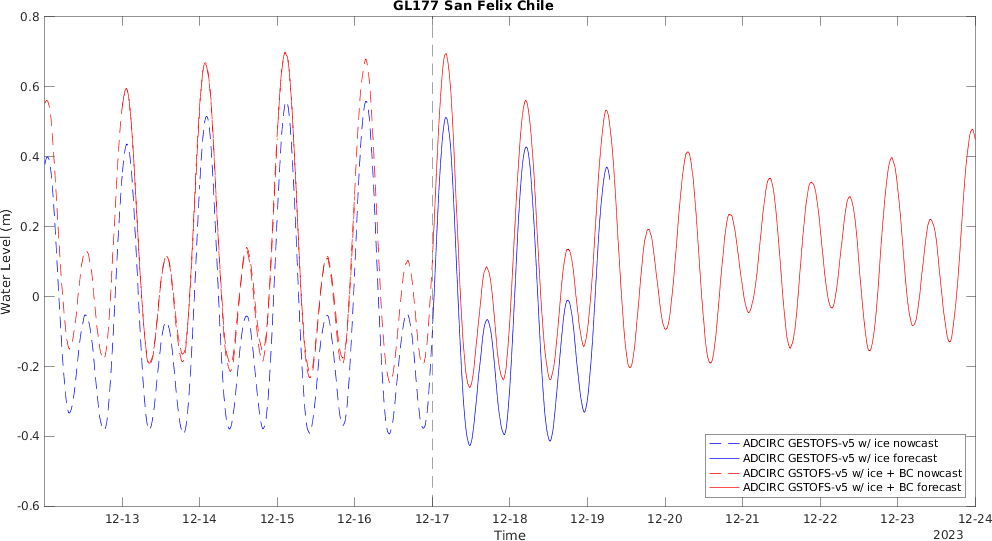 GL177 San Felix Chile
0.8
0.6
0.4
0.2
0
-0.2
-0.4
-0.6
Water Level (m)
ADCIRC GESTOFS-v5 w/ ice nowcast
ADCIRC GESTOFS-v5 w/ ice forecast
ADCIRC GSTOFS-v5 w/ ice + BC nowcast
ADCIRC GSTOFS-v5 w/ ice + BC forecast
12-13 12-14 12-15 12-16 12-17 12-18 12-19 12-20 12-21 12-22 12-23 12-24
2023
Time